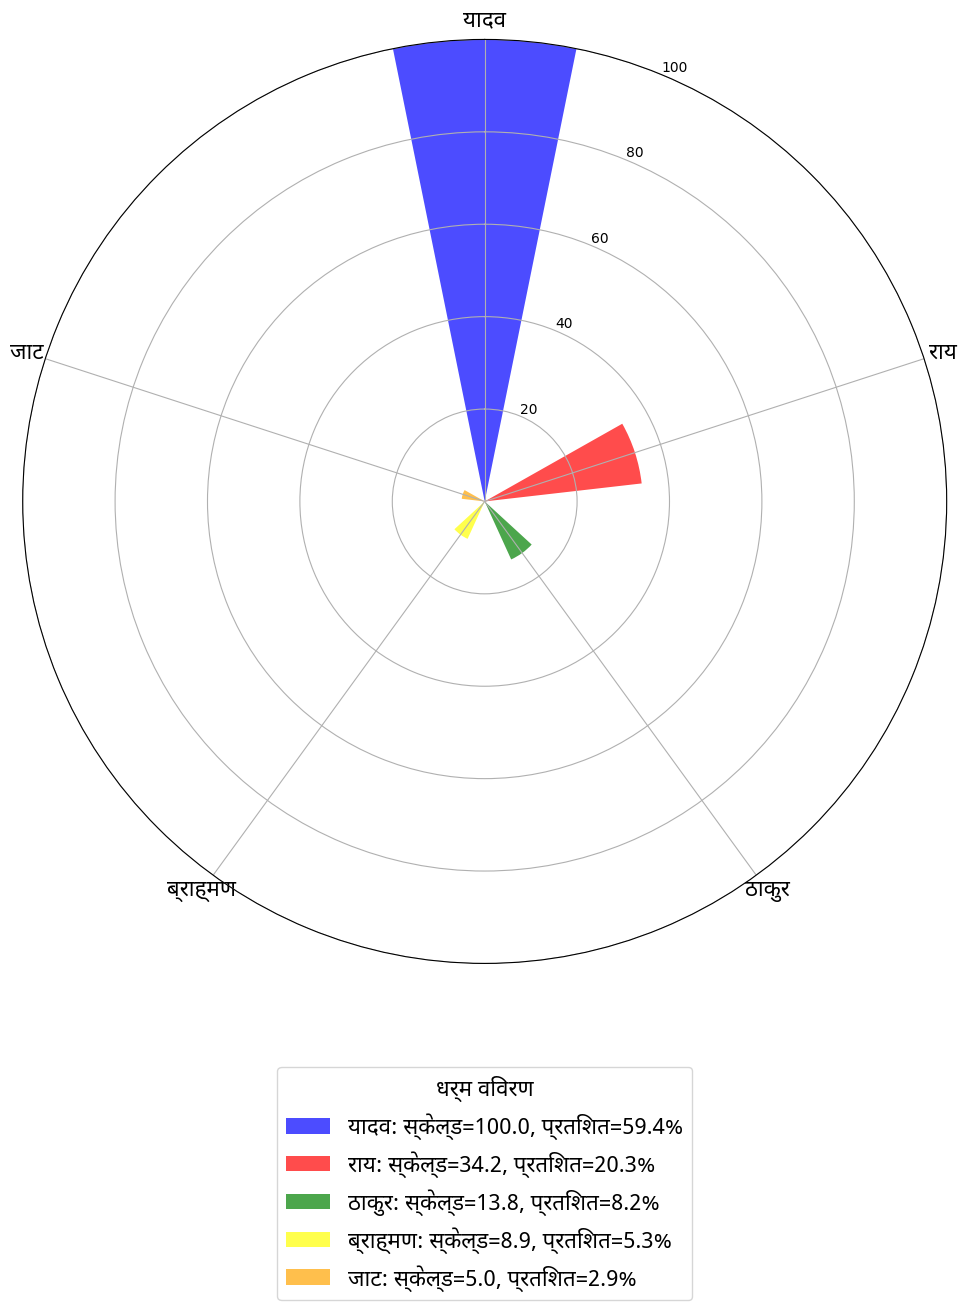 यादव
100
80
60
40
20
जाट
राय
ब्राह्मण
ठाकुर
धर्म विवरण
यादव: स्केल्ड=100.0, प्रतिशत=59.4%
राय: स्केल्ड=34.2, प्रतिशत=20.3%
ठाकुर: स्केल्ड=13.8, प्रतिशत=8.2%
ब्राह्मण: स्केल्ड=8.9, प्रतिशत=5.3%
जाट: स्केल्ड=5.0, प्रतिशत=2.9%